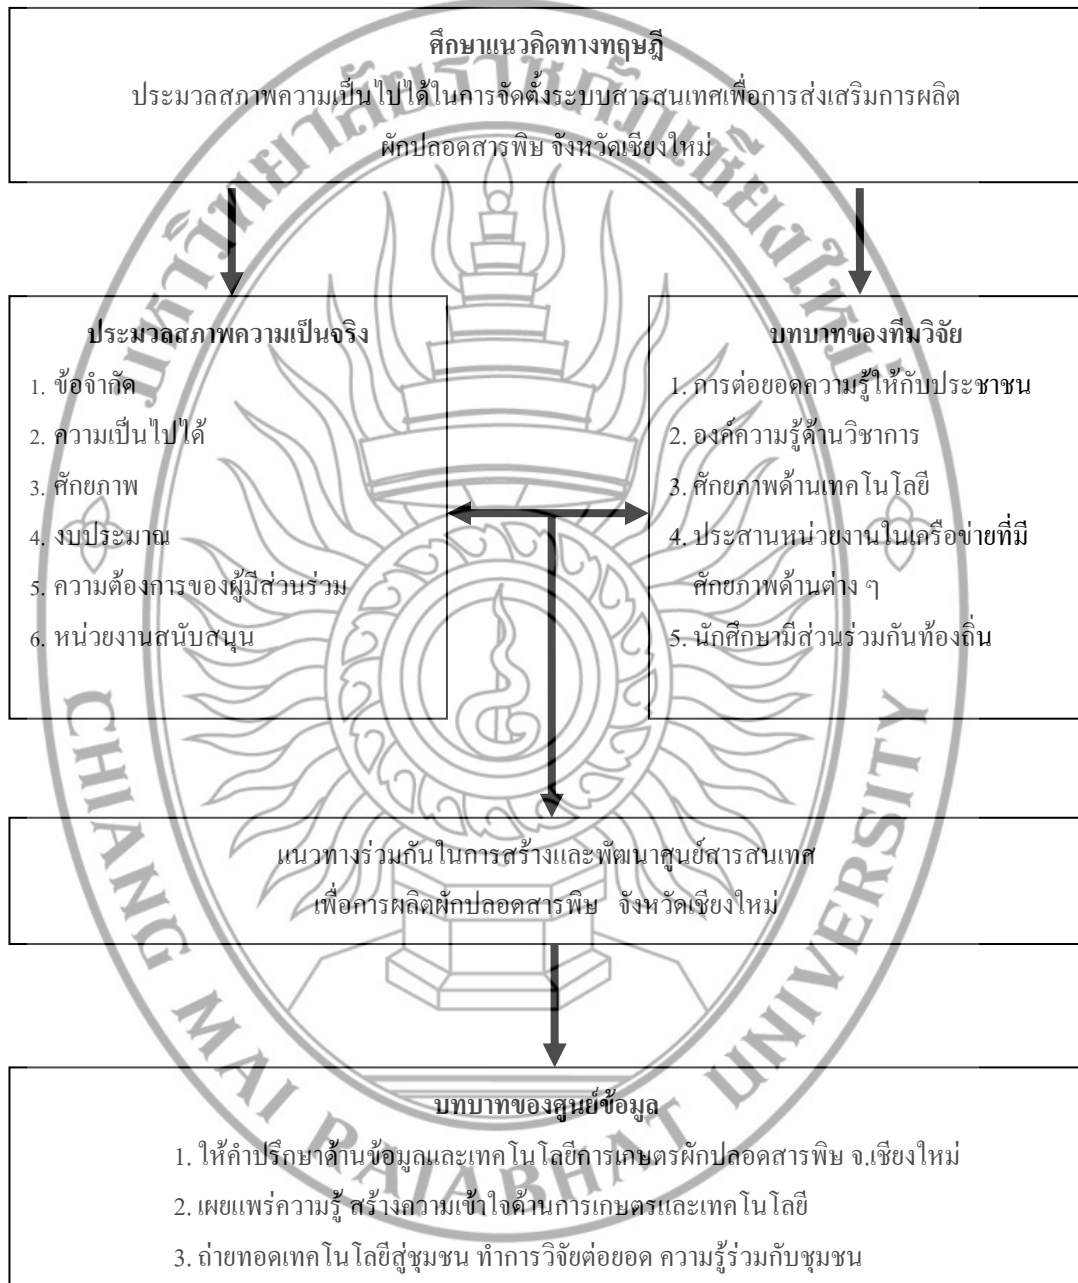 ศึกษาแนวคิดทางทฤษฎี
ประมวลสภาพความเป็นไปได้ในการจัดตั้งระบบสารสนเทศเพื่อการส่งเสริมการผลิต
ผักปลอดสารพิษ จังหวัดเชียงใหม่
ประมวลสภาพความเป็นจริง
1. ข้อจำกัด
2. ความเป็นไปได้
3. ศักยภาพ
4. งบประมาณ
5. ความต้องการของผู้มีส่วนร่วม
6. หน่วยงานสนับสนุน
บทบาทของทีมวิจัย
1. การต่อยอดความรู้ให้กับประชาชน
2. องค์ความรู้ด้านวิชาการ
3. ศักยภาพด้านเทคโนโลยี
4. ประสานหน่วยงานในเครือข่ายที่มี
ศักยภาพด้านต่าง ๆ
5. นักศึกษามีส่วนร่วมกันท้องถิ่น
แนวทางร่วมกันในการสร้างและพัฒนาศูนย์สารสนเทศ
เพื่อการผลิตผักปลอดสารพิษ จังหวัดเชียงใหม่
บทบาทของศูนย์ข้อมูล
1. ให้คำปรึกษาด้านข้อมูลและเทคโนโลยีการเกษตรผักปลอดสารพิษ จ.เชียงใหม่
2. เผยแพร่ความรู้ สร้างความเข้าใจด้านการเกษตรและเทคโนโลยี
3. ถ่ายทอดเทคโนโลยีสู่ชุมชน ทำการวิจัยต่อยอด ความรู้ร่วมกับชุมชน
มหาวิทยาลัยราชภัฏเชียงใหม่
CHIANG MAI RAJABHAT UNIVERSITY